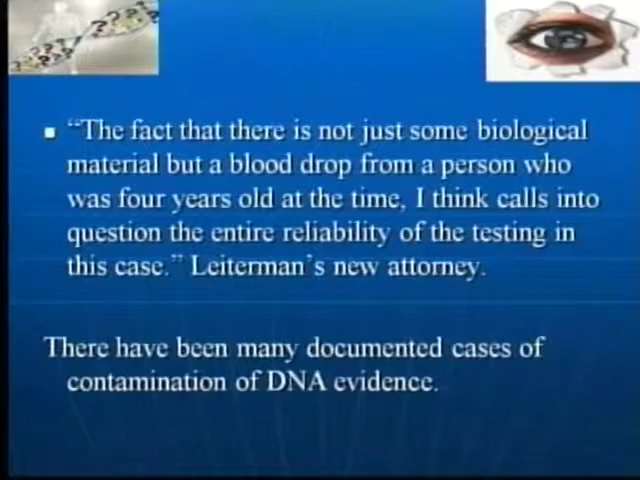 “The fact that there is not just some biological
material but a blood drop from a person who
was four years old at the time, I think calls into
question the entire reliability of the testing in
this case.” Leiterman’s new attorney.
There have been many documented cases of
contamination of DNA evidence.